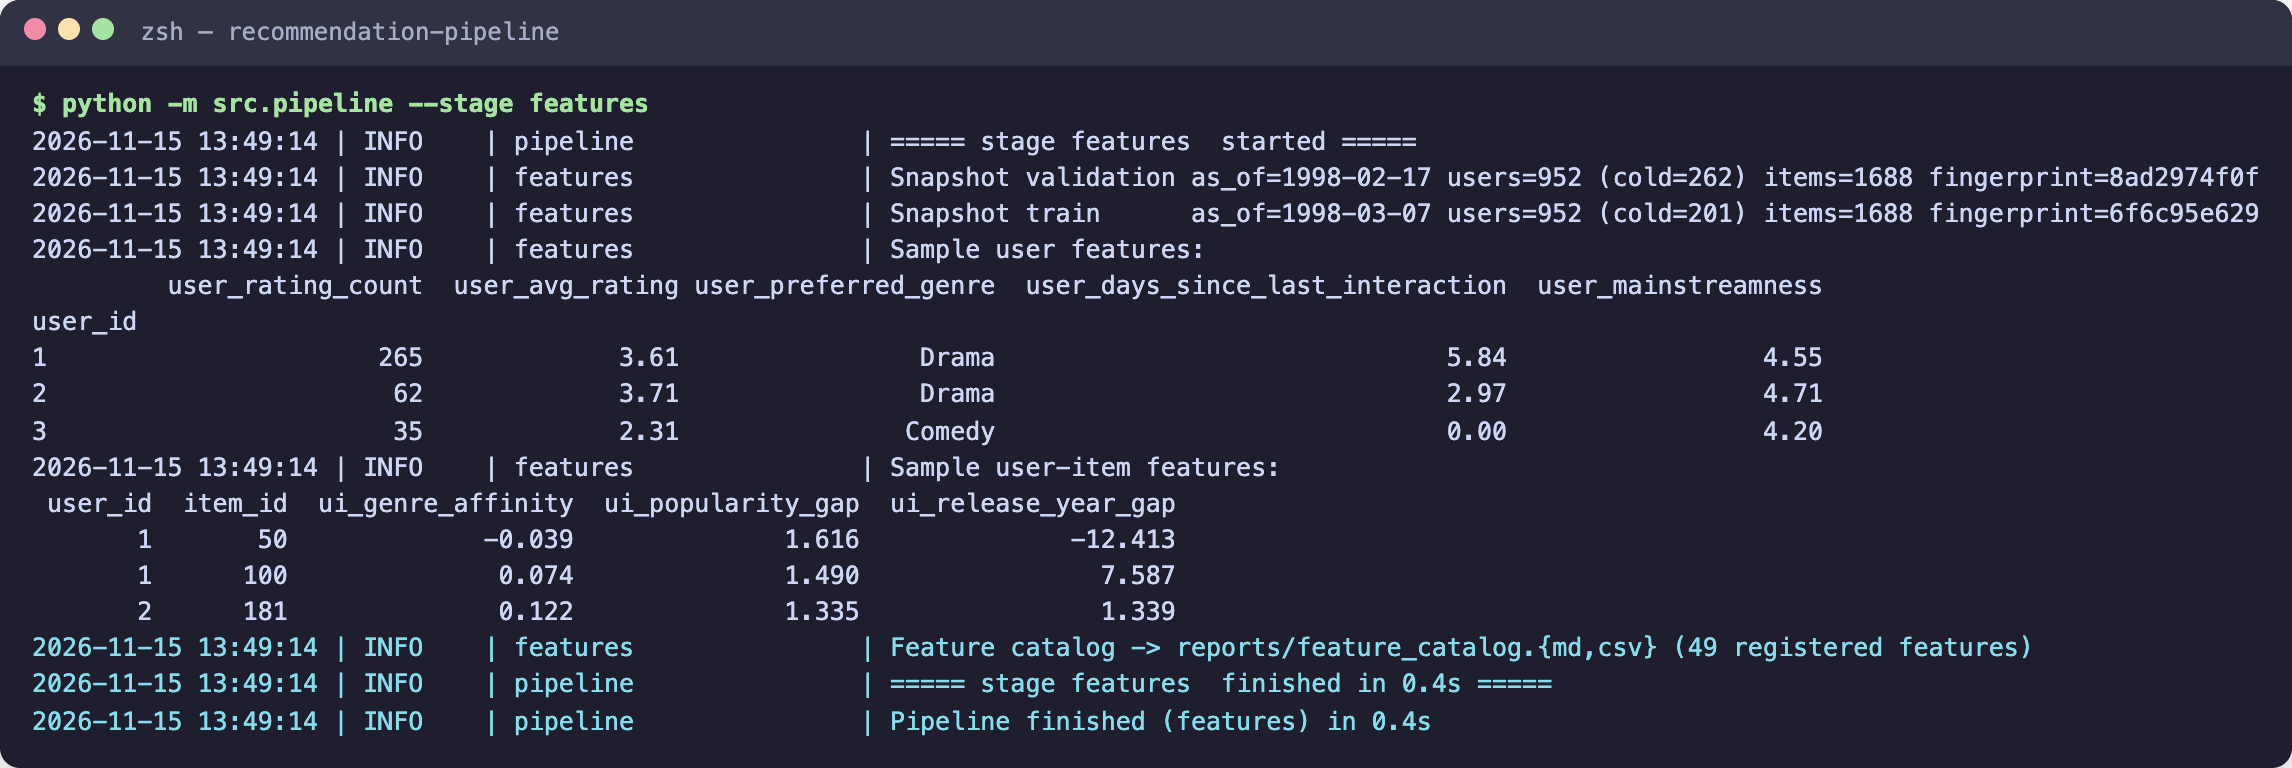 zsh — recommendation-pipeline
$ python -m src.pipeline --stage features
2026-11-15 13:49:14 | INFO    | pipeline               | ===== stage features  started =====
2026-11-15 13:49:14 | INFO    | features               | Snapshot validation as_of=1998-02-17 users=952 (cold=262) items=1688 fingerprint=8ad2974f0f
2026-11-15 13:49:14 | INFO    | features               | Snapshot train      as_of=1998-03-07 users=952 (cold=201) items=1688 fingerprint=6f6c95e629
2026-11-15 13:49:14 | INFO    | features               | Sample user features:
         user_rating_count  user_avg_rating user_preferred_genre  user_days_since_last_interaction  user_mainstreamness
user_id
1                      265             3.61                Drama                              5.84                 4.55
2                       62             3.71                Drama                              2.97                 4.71
3                       35             2.31               Comedy                              0.00                 4.20
2026-11-15 13:49:14 | INFO    | features               | Sample user-item features:
 user_id  item_id  ui_genre_affinity  ui_popularity_gap  ui_release_year_gap
       1       50             -0.039              1.616              -12.413
       1      100              0.074              1.490                7.587
       2      181              0.122              1.335                1.339
2026-11-15 13:49:14 | INFO    | features               | Feature catalog -> reports/feature_catalog.{md,csv} (49 registered features)
2026-11-15 13:49:14 | INFO    | pipeline               | ===== stage features  finished in 0.4s =====
2026-11-15 13:49:14 | INFO    | pipeline               | Pipeline finished (features) in 0.4s